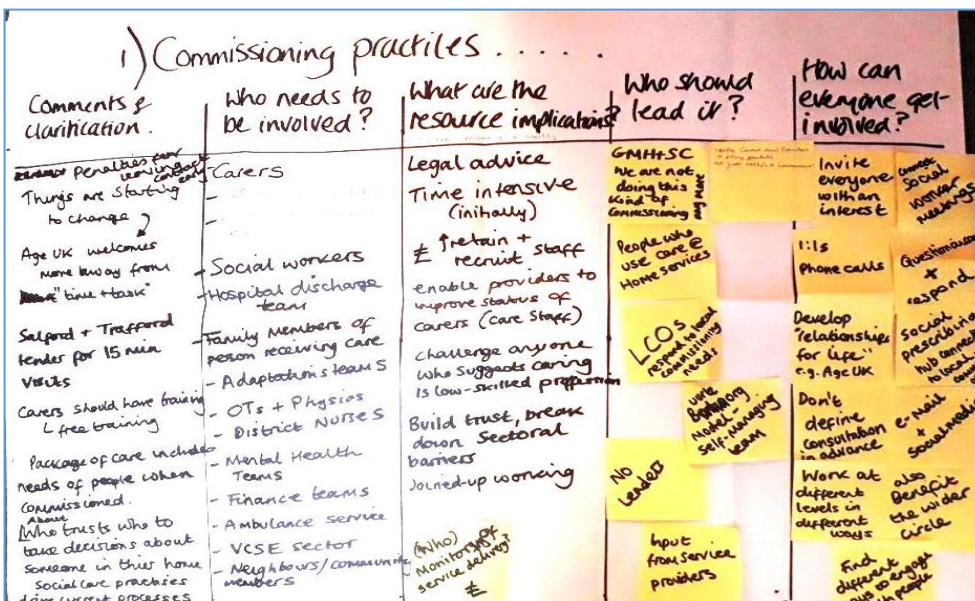 1) Commissioning practiles . . . . . .
Comments &
clarification.
penalties for
leaving early
Things are starting
to change
Age UK welcomes
move away from
"time + task"
Salford + Trafford
tender for 15 min
visits
Carers should have training
free training
Package of care includes
needs of people when
commissioned.
About
Who trusts who to
take decisions about
someone in their home
Social care practises
current processes
Who needs to
be involved?
Carers
-
-
-
- Social workers
- Hospital discharge
team
- Family Members of
person receiving care
- Adaptations teams
- OTs + Physios
- District Nurses
- Mental Health
Teams
- Finance teams
- Ambulance service
- VCSE SECTOR
- Neighbours/community
members
What are the
resource implications?
Legal advice
Time intensive
(initially)
£ ↑ retain +
recruit staff
enable providers to
improve status of
carers (care staff)
challenge anyone
who suggests caring
is low-skilled profession
Build trust, break
down sectoral
barriers
Joined-up working
(Who)
Monitoring of
service delivery?
£
Who should
lead it?
GMH+SC
We are not
doing this
kind of
commissioning
any more
People who
use care @
Home services
LCOs
respond to local
commissioning
needs
Model -
Self-Managing
team
No
Leaders
Input
from service
providers
How can
everyone get
involved?
Invite
everyone
with an
interest
connect
Social
worker
meetings
1:1s
Phone calls
Questionnaires
+
respond
Develop
"relationships
for life"
e.g. Age UK
Social
prescribing
hub connect
to local
Don't
define
consultation
in advance
e-mail
+
social media
Work at
different
levels in
different
ways
also
Benefit
the wider
circle
Find
different
ways to engage
with people